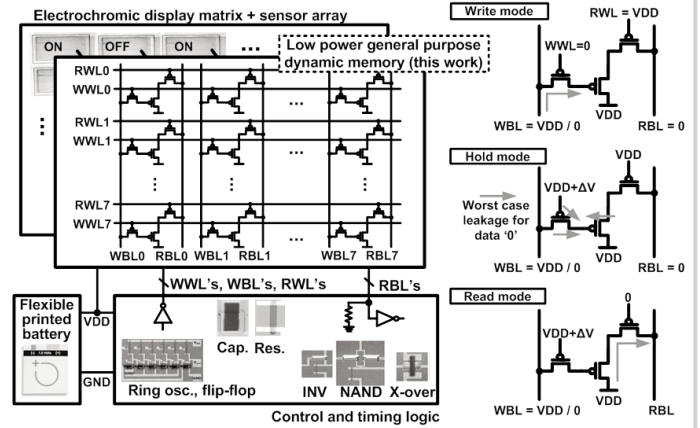 Electrochromic display matrix + sensor array
ON
OFF
ON
...
Low power general purpose
dynamic memory (this work)
RWL0
WWL0
...
RWL1
WWL1
...
RWL7
WWL7
...
WBL0 RBL0 WBL1 RBL1 ... WBL7 RBL7
WWL's, WBL's, RWL's
RBL's
Flexible
printed
battery
VDD
GND
Cap. Res.
Ring osc., flip-flop
INV NAND X-over
Control and timing logic
Write mode
RWL = VDD
WWL=0
VDD
WBL = VDD / 0
RBL = 0
Hold mode
VDD
VDD+ΔV
Worst case
leakage for
data '0'
VDD
WBL = VDD / 0
RBL = 0
Read mode
0
VDD+ΔV
VDD
WBL = VDD / 0
RBL